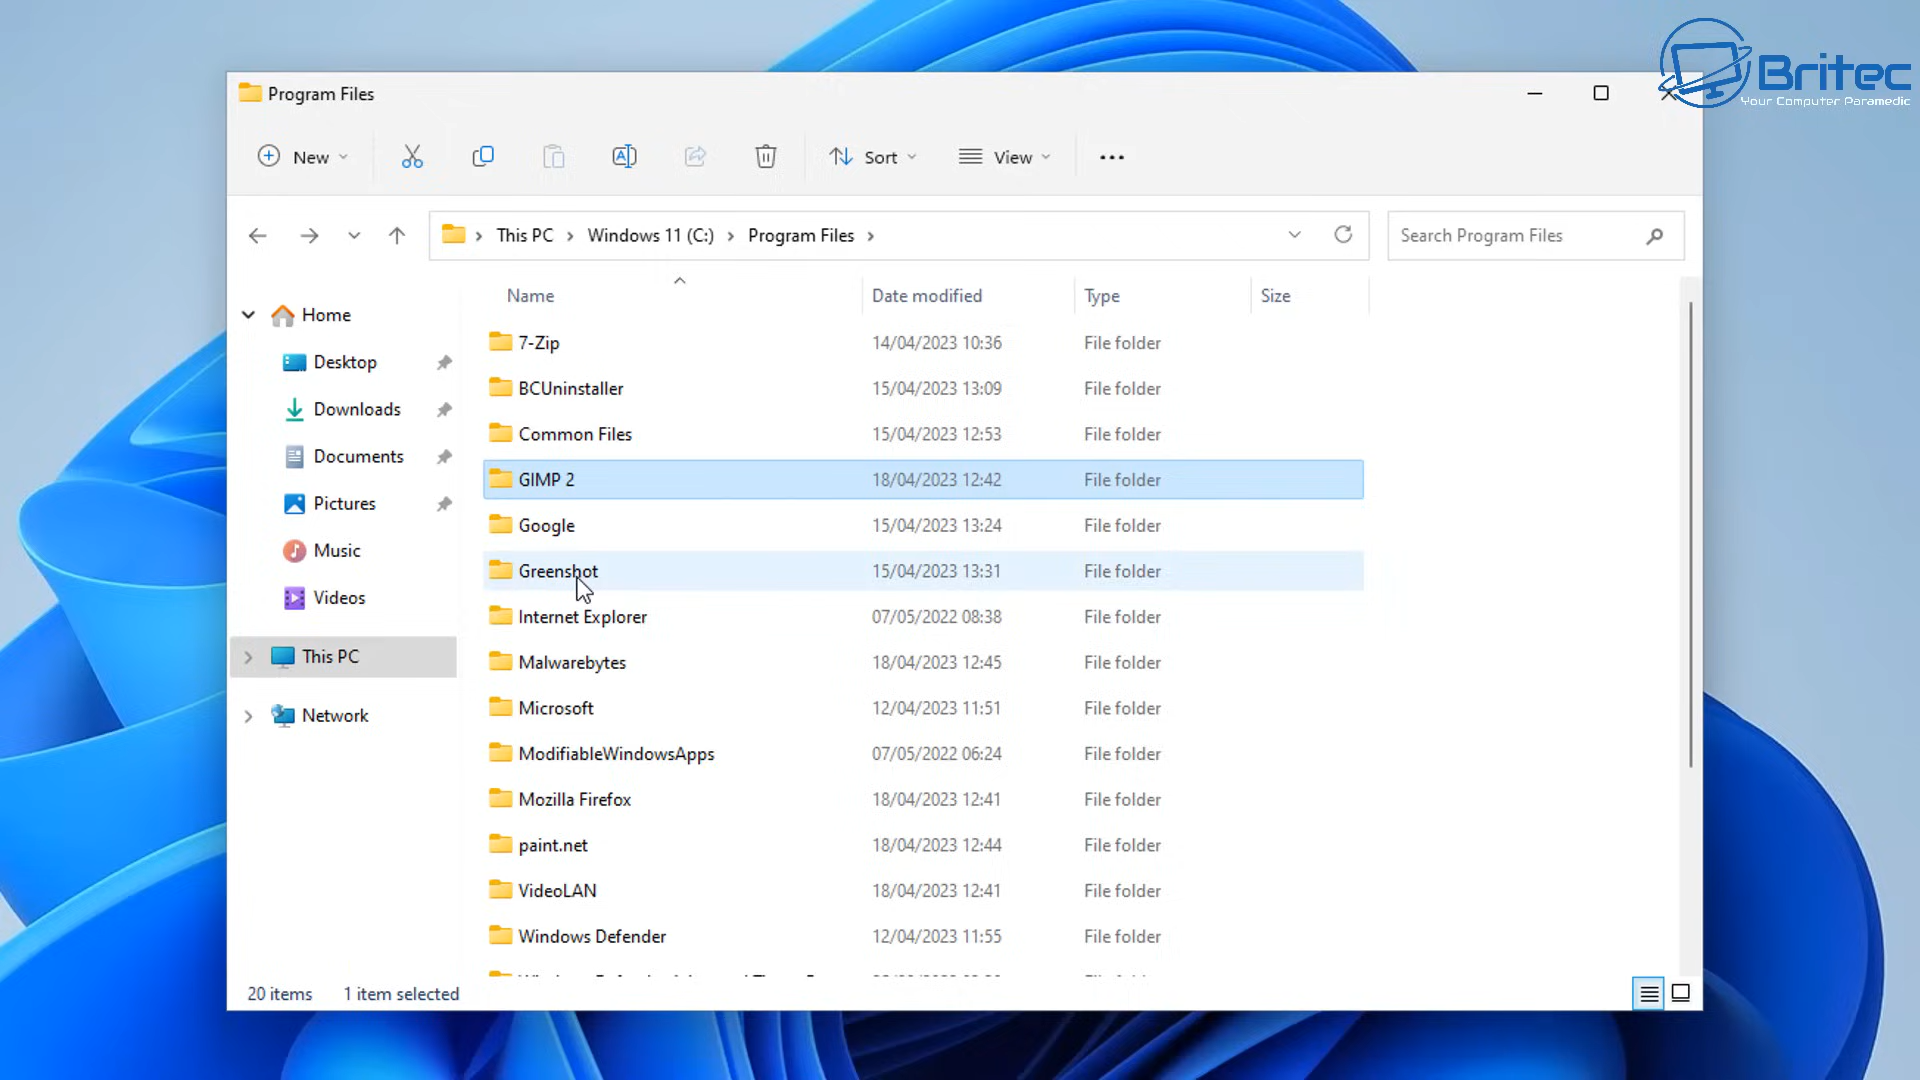 Britec
Your Computer Paramedic
Program Files
New
Sort
View
This PC
Windows 11 (C:)
Program Files
Search Program Files
Name
Date modified
Type
Size
Home
Desktop
Downloads
Documents
Pictures
Music
Videos
This PC
Network
7-Zip 14/04/2023 10:36 File folder
BCUninstaller 15/04/2023 13:09 File folder
Common Files 15/04/2023 12:53 File folder
GIMP 2 18/04/2023 12:42 File folder
Google 15/04/2023 13:24 File folder
Greenshot 15/04/2023 13:31 File folder
Internet Explorer 07/05/2022 08:38 File folder
Malwarebytes 18/04/2023 12:45 File folder
Microsoft 12/04/2023 11:51 File folder
ModifiableWindowsApps 07/05/2022 06:24 File folder
Mozilla Firefox 18/04/2023 12:41 File folder
paint.net 18/04/2023 12:44 File folder
VideoLAN 18/04/2023 12:41 File folder
Windows Defender 12/04/2023 11:55 File folder
20 items
1 item selected